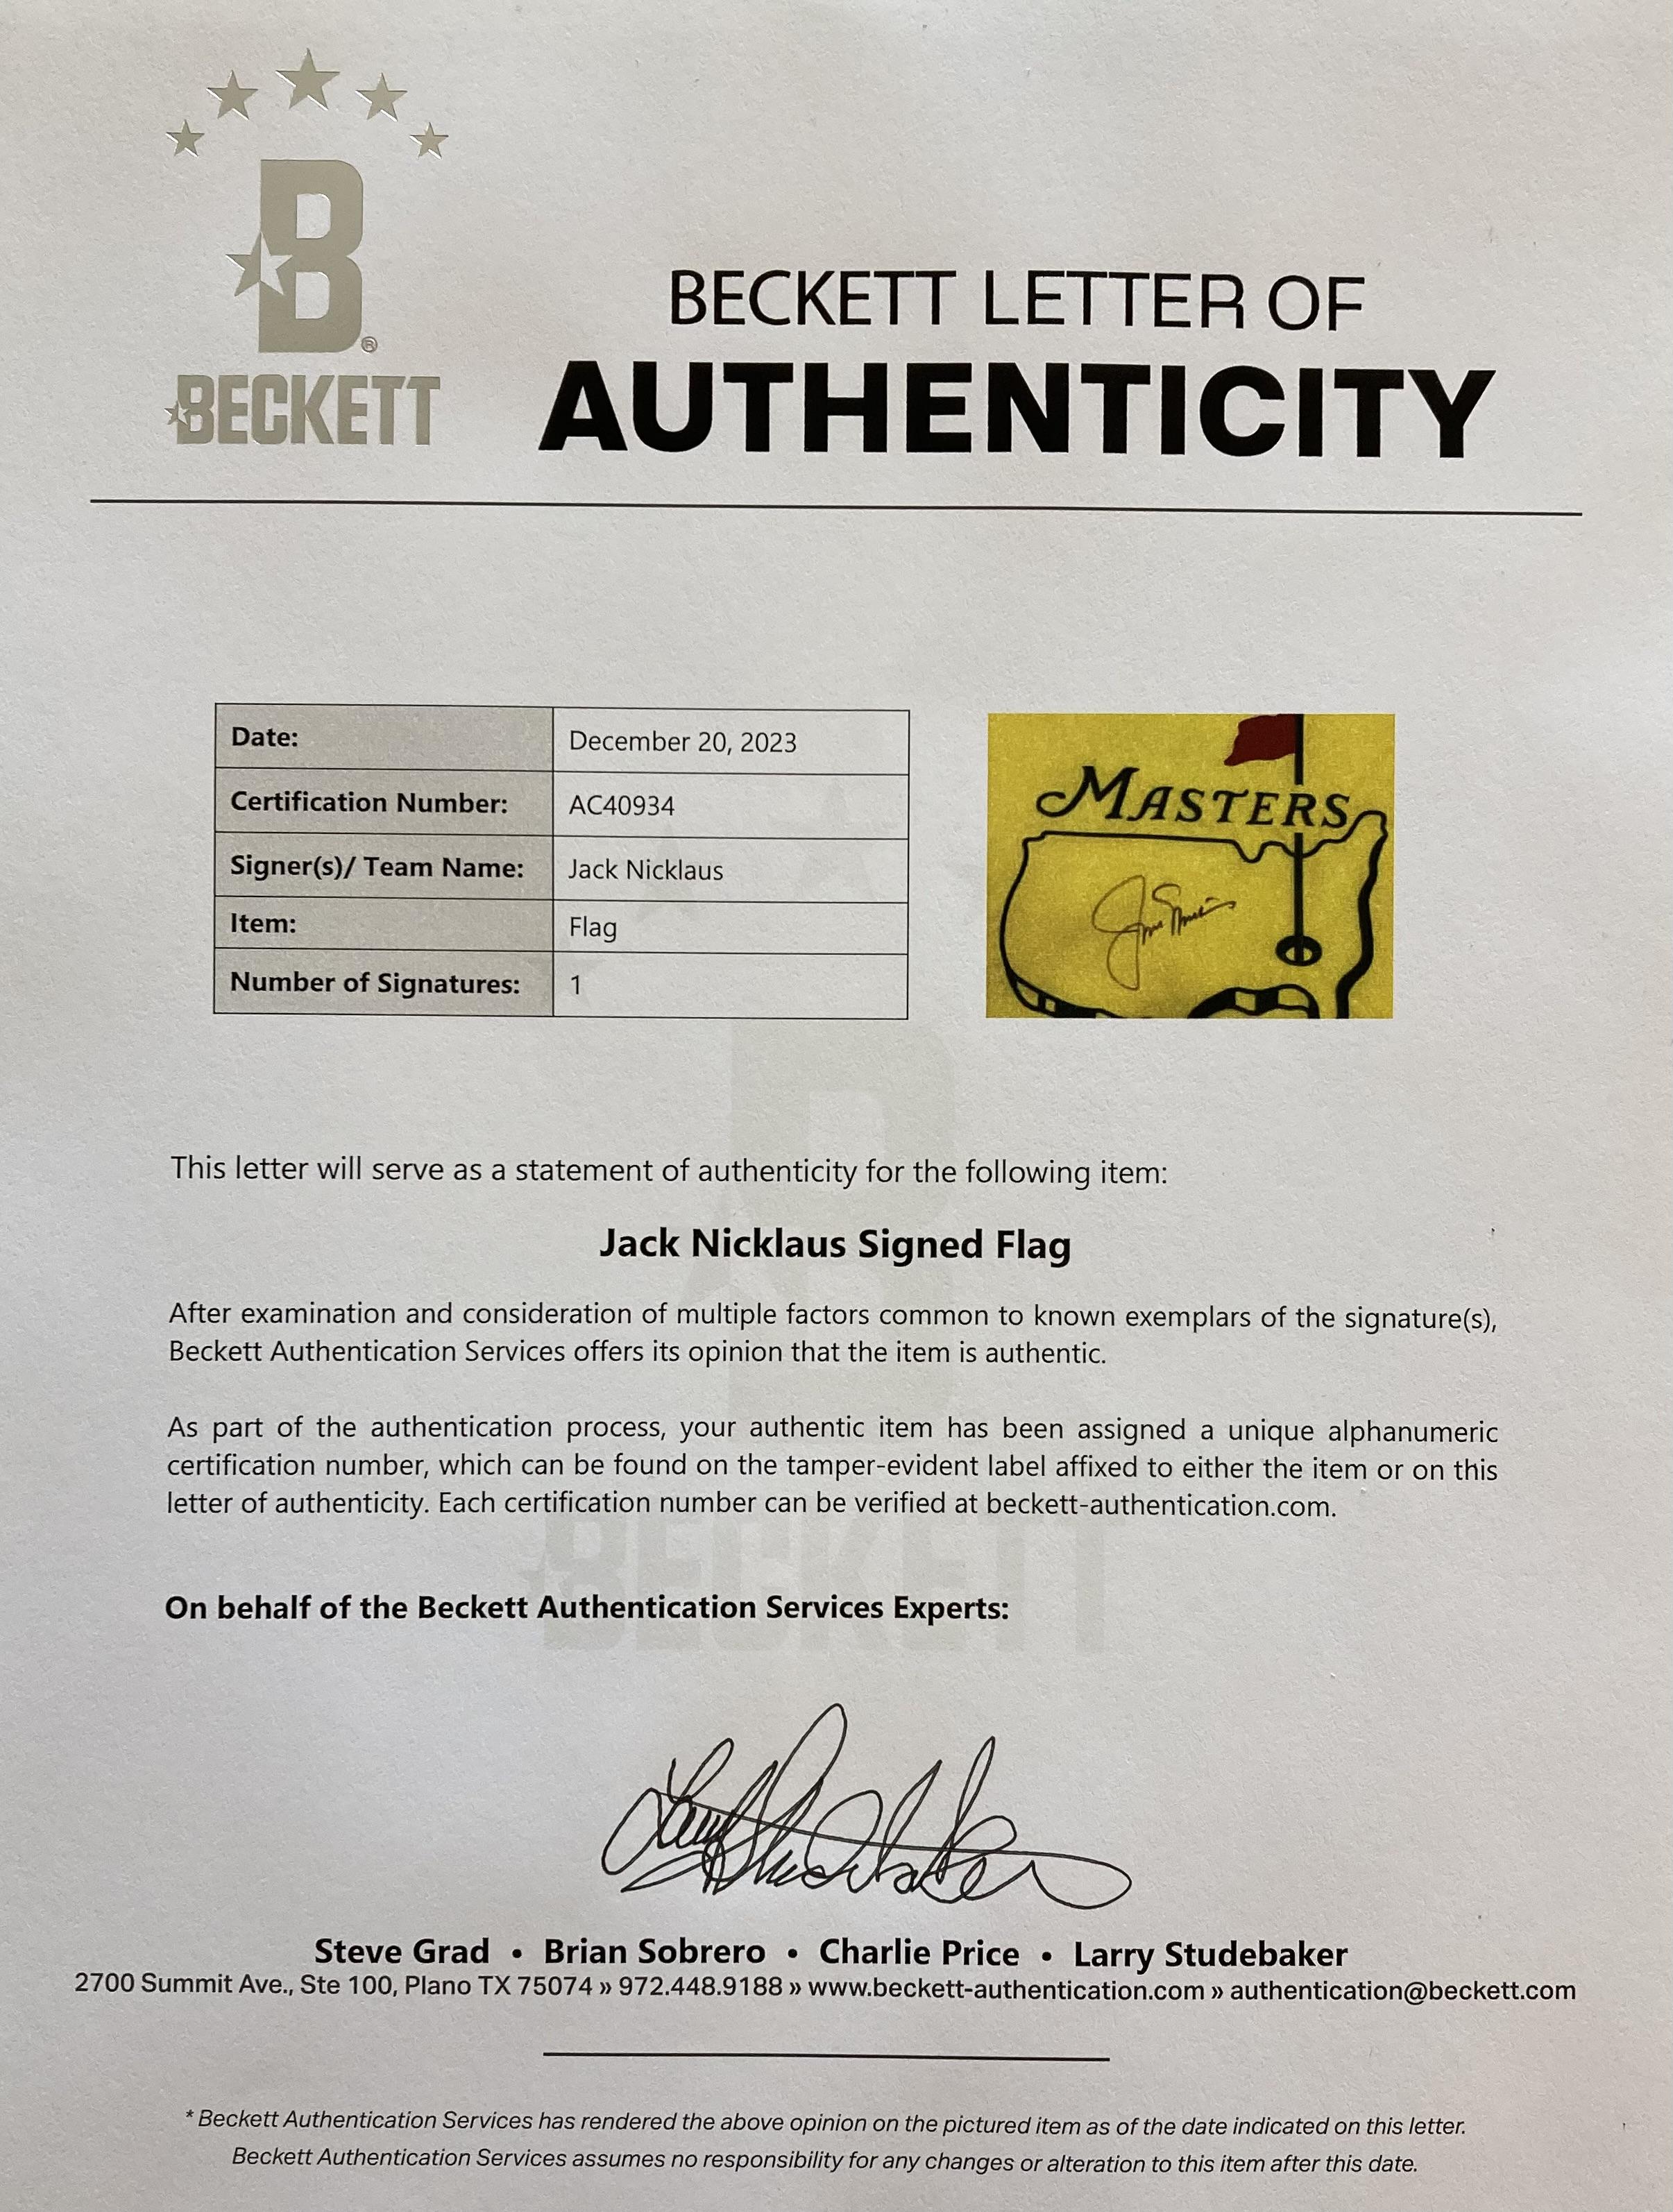 B®
BECKETT
BECKETT LETTER OF
AUTHENTICITY
Date: December 20, 2023
Certification Number: AC40934
Signer(s)/ Team Name: Jack Nicklaus
Item: Flag
Number of Signatures: 1
MASTERS
This letter will serve as a statement of authenticity for the following item:
Jack Nicklaus Signed Flag
After examination and consideration of multiple factors common to known exemplars of the signature(s),
Beckett Authentication Services offers its opinion that the item is authentic.
As part of the authentication process, your authentic item has been assigned a unique alphanumeric
certification number, which can be found on the tamper-evident label affixed to either the item or on this
letter of authenticity. Each certification number can be verified at beckett-authentication.com.
BECKETT
On behalf of the Beckett Authentication Services Experts:
Larry Studebaker
Steve Grad • Brian Sobrero • Charlie Price • Larry Studebaker
2700 Summit Ave., Ste 100, Plano TX 75074 » 972.448.9188 » www.beckett-authentication.com » authentication@beckett.com
* Beckett Authentication Services has rendered the above opinion on the pictured item as of the date indicated on this letter.
Beckett Authentication Services assumes no responsibility for any changes or alteration to this item after this date.